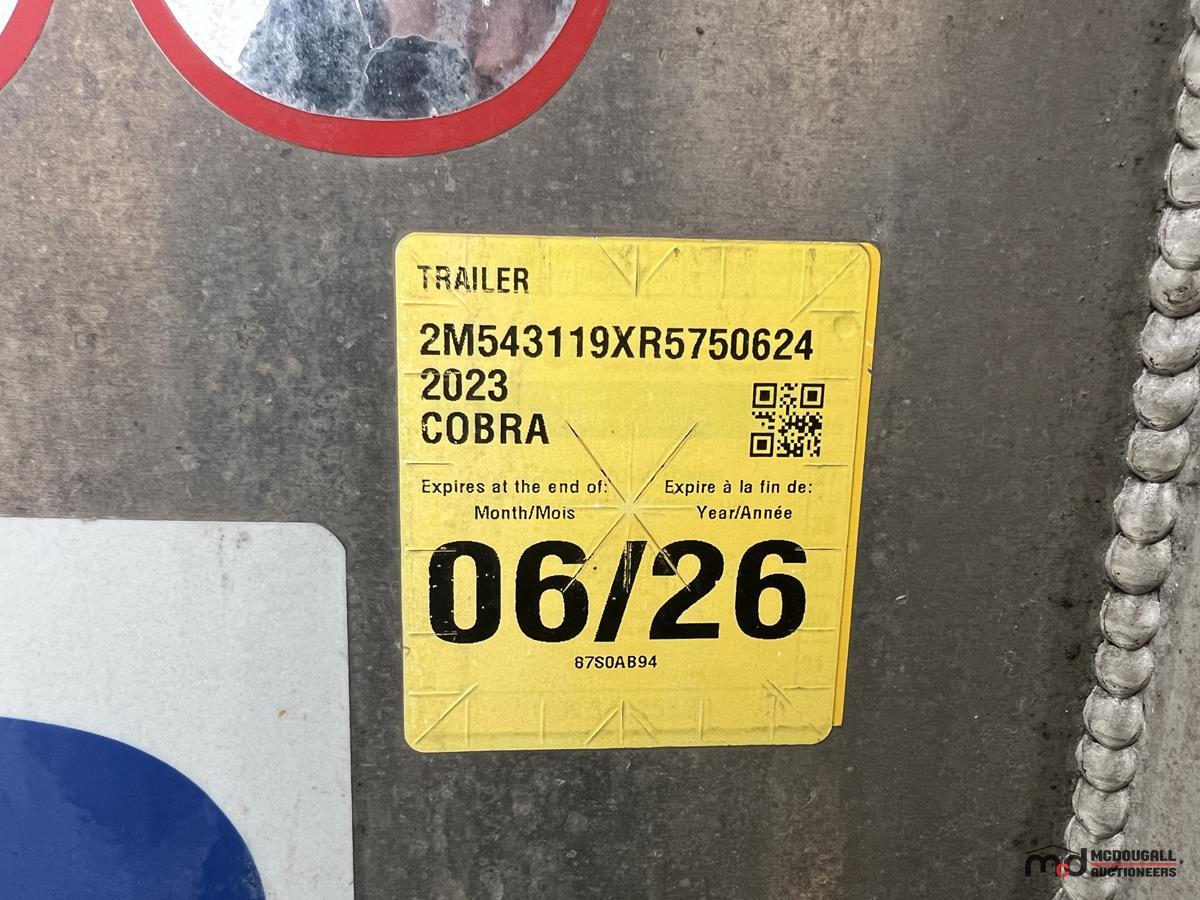 TRAILER
2M543119XR5750624
2023
COBRA
Expires at the end of: Expire à la fin de:
Month/Mois Year/Année
06/26
87S0AB94
mcd MCDOUGALL
AUCTIONEERS